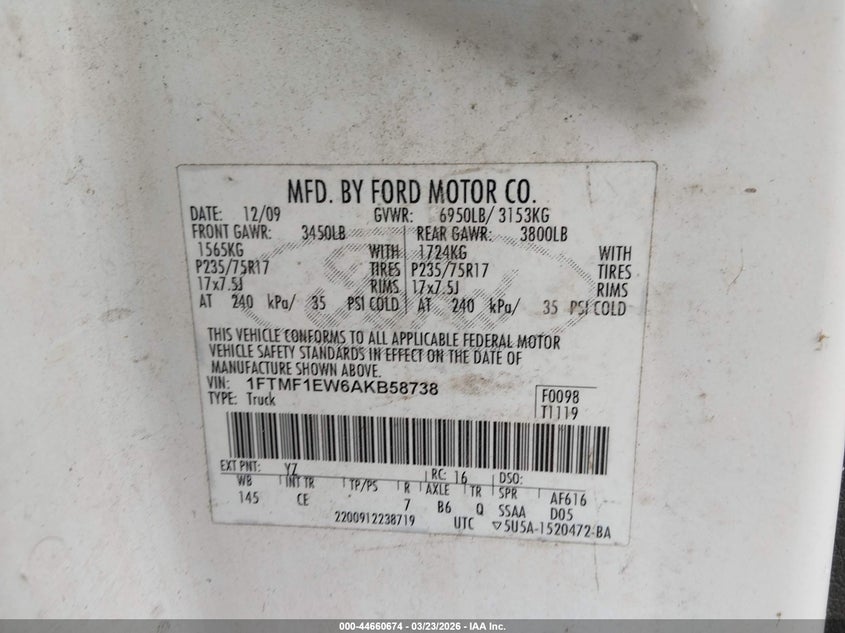 MFD. BY FORD MOTOR CO.
DATE: 12/09 GVWR: 6950LB/ 3153KG
FRONT GAWR: 3450LB REAR GAWR: 3800LB
1565KG WITH 1724KG WITH
P235/75R17 TIRES P235/75R17 TIRES
17x7.5J RIMS 17x7.5J RIMS
AT 240 kPa/ 35 PSI COLD AT 240 kPa/ 35 PSI COLD
THIS VEHICLE CONFORMS TO ALL APPLICABLE FEDERAL MOTOR
VEHICLE SAFETY STANDARDS IN EFFECT ON THE DATE OF
MANUFACTURE SHOWN ABOVE.
VIN: 1FTMF1EW6AKB58738 F0098
TYPE: Truck T1119
EXT PNT: YZ RC: 16 DSO:
WB INT TR TP/PS R AXLE TR SPR AF616
145 CE 7 B6 Q SSAA D05
2200912238719 UTC ▽5U5A-1520472-BA
000-44660674 / 03/23/2026 - IAA Inc.